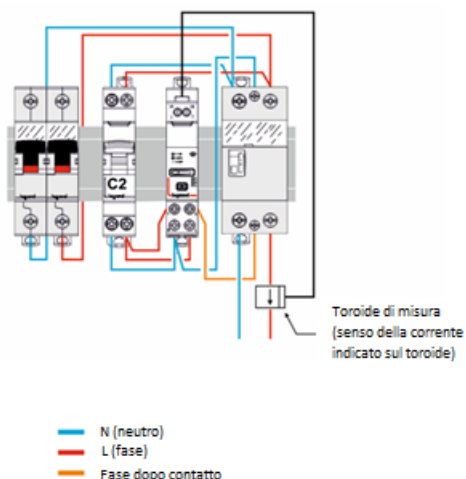 C2
Toroide di misura
(senso della corrente
indicato sul toroide)
N (neutro)
L (fase)
Fase dopo contatto